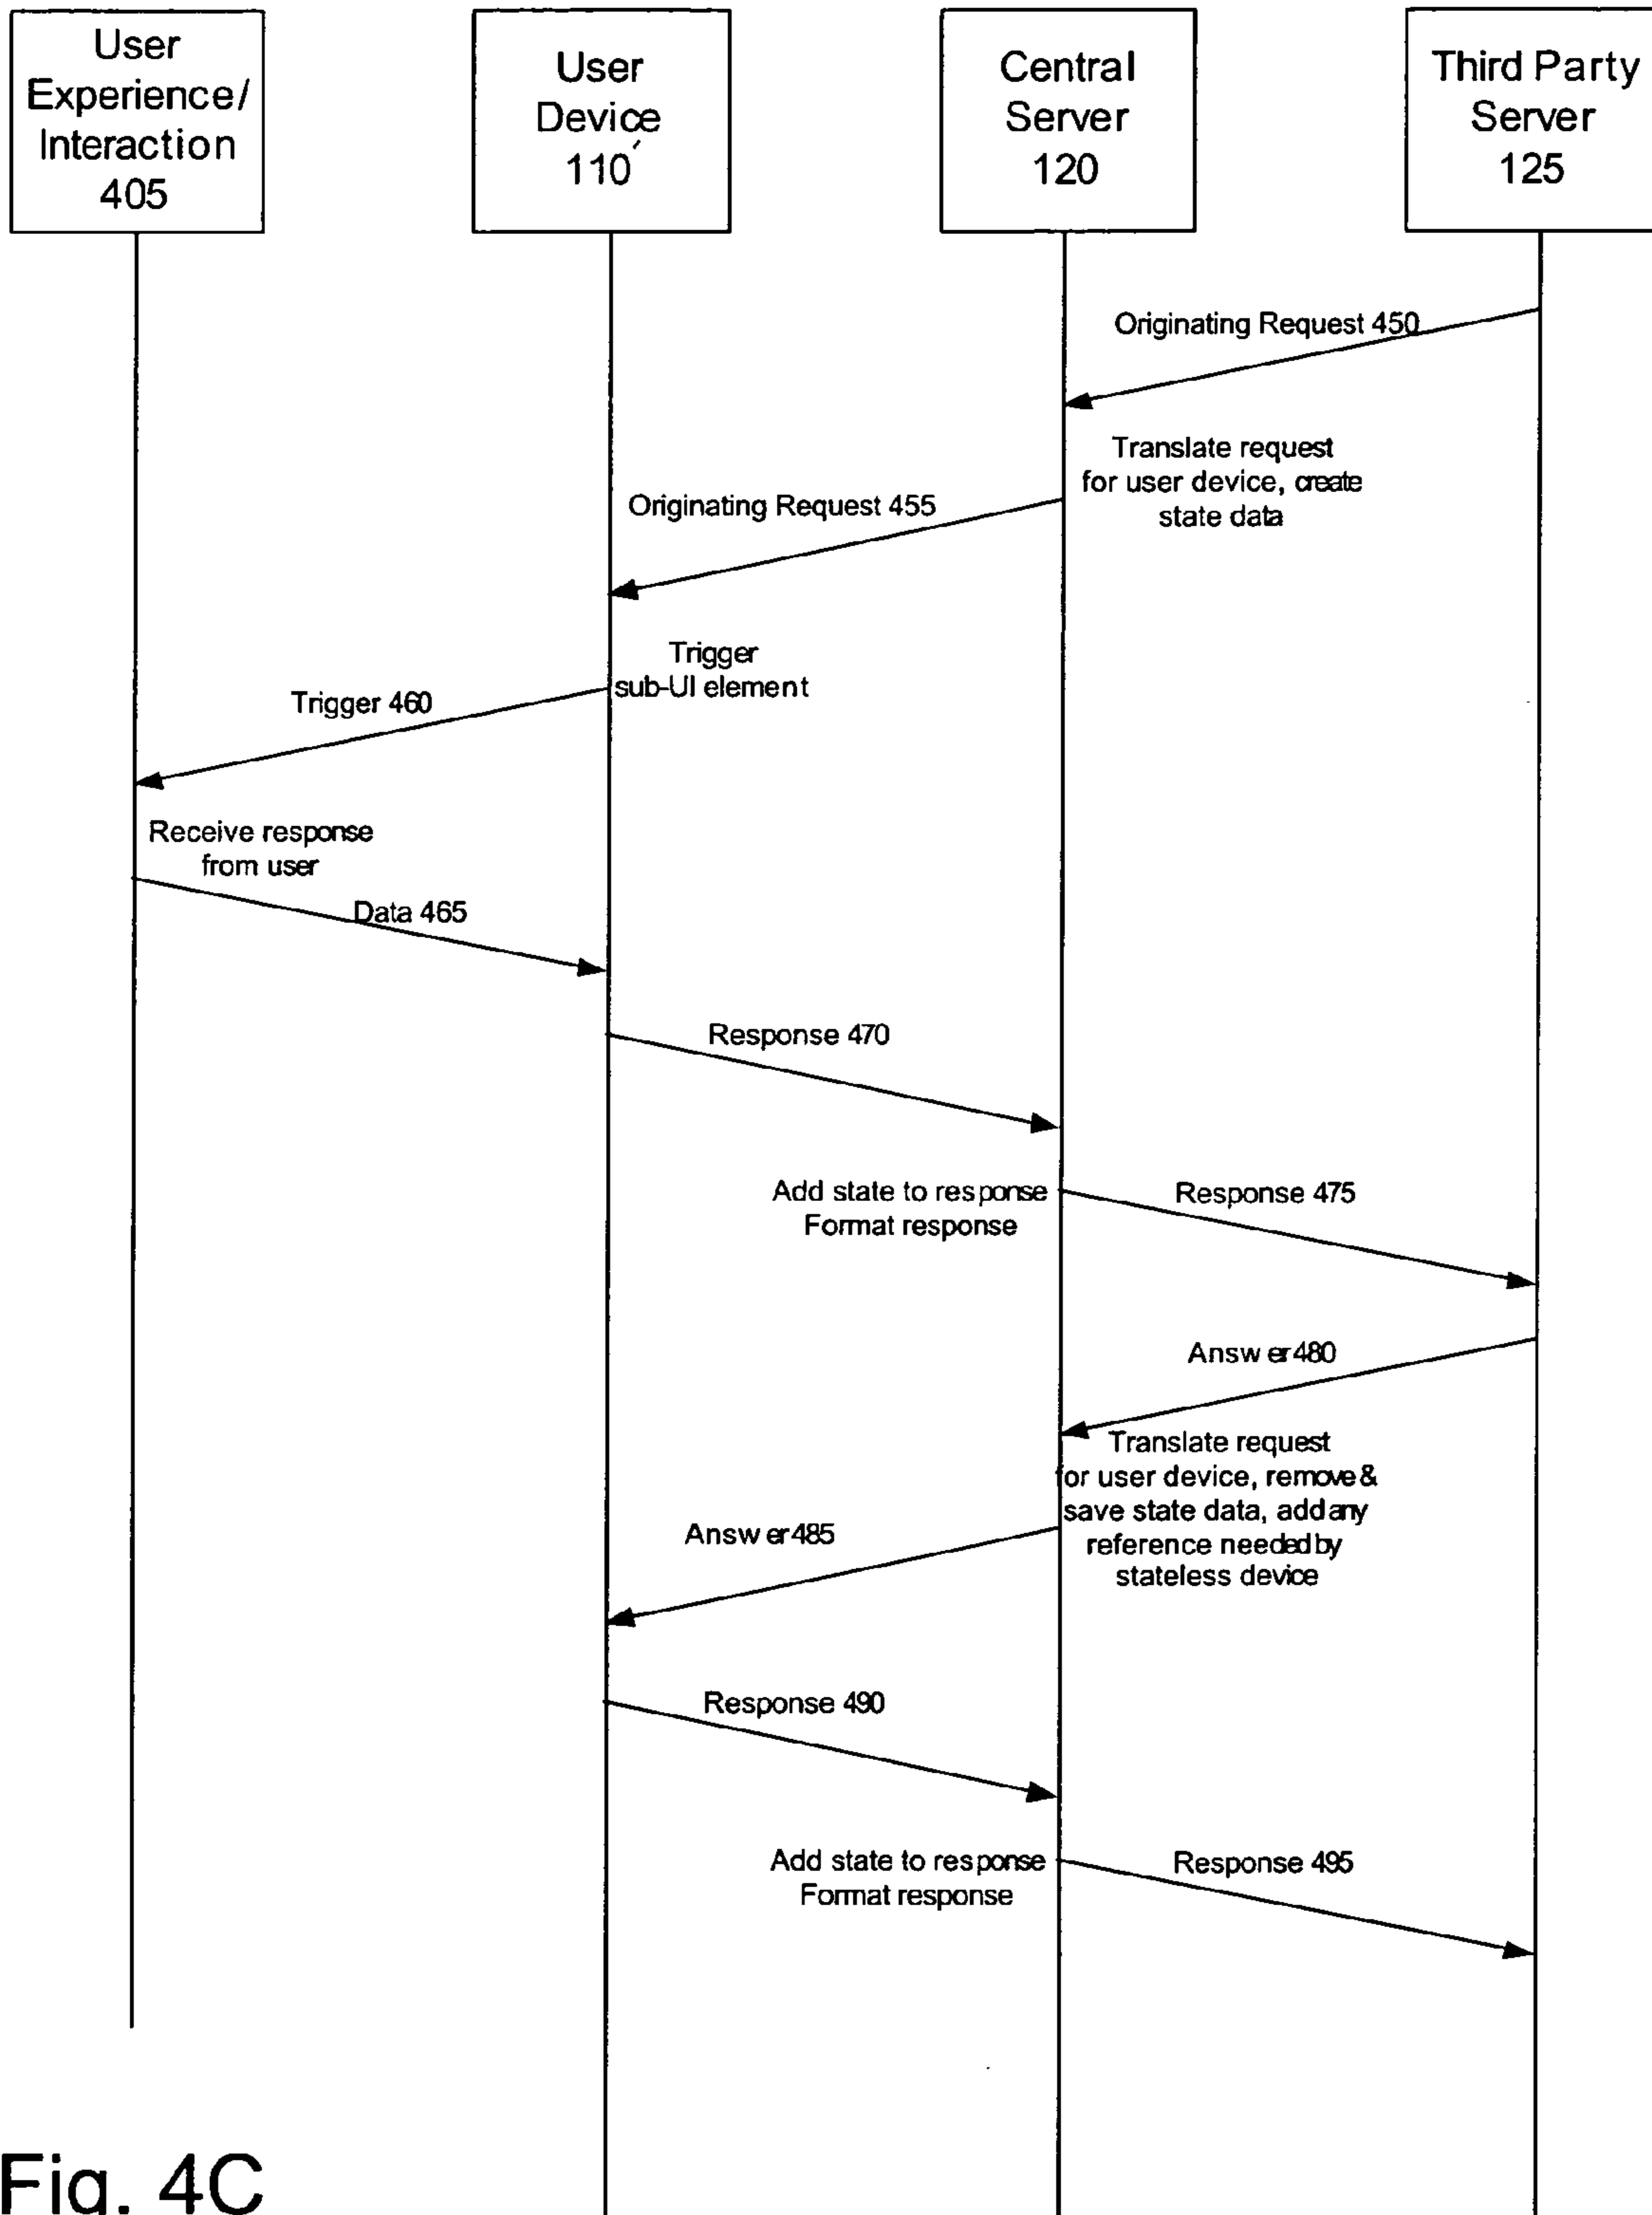 User
Experience/
Interaction
405
User
Device
110
Central
Server
120
Third Party
Server
125
Originating Request 450
Translate request
for user device, create
state data
Originating Request 455
Trigger
sub-UI element
Trigger 460
Receive response
from user
Data 465
Response 470
Add state to response
Format response
Response 475
Answer 480
Translate request
for user device, remove &
save state data, add any
reference needed by
stateless device
Answer 485
Response 490
Add state to response
Format response
Response 495
Fig. 4C